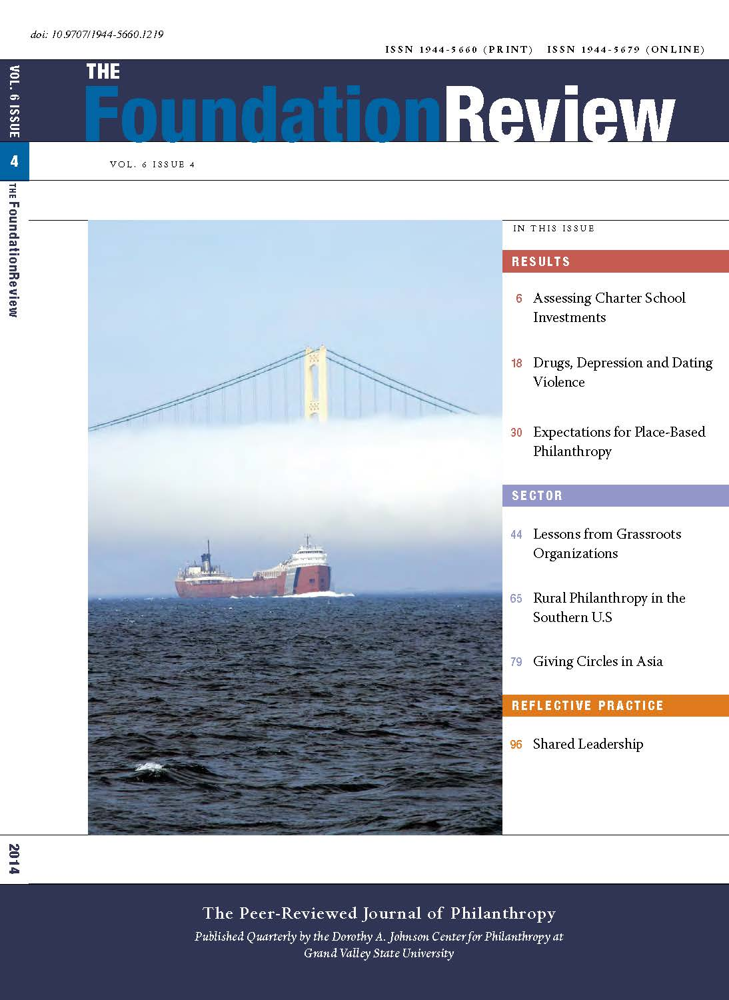 doi: 10.9707/1944-5660.1219
ISSN 1944-5660 (PRINT) ISSN 1944-5679 (ONLINE)
VOL. 6 ISSUE
4
THE FoundationReview
2014
THE
FoundationReview
VOL. 6 ISSUE 4
IN THIS ISSUE
RESULTS
6 Assessing Charter School
Investments
18 Drugs, Depression and Dating
Violence
30 Expectations for Place-Based
Philanthropy
SECTOR
44 Lessons from Grassroots
Organizations
65 Rural Philanthropy in the
Southern U.S
79 Giving Circles in Asia
REFLECTIVE PRACTICE
96 Shared Leadership
The Peer-Reviewed Journal of Philanthropy
Published Quarterly by the Dorothy A. Johnson Center for Philanthropy at
Grand Valley State University